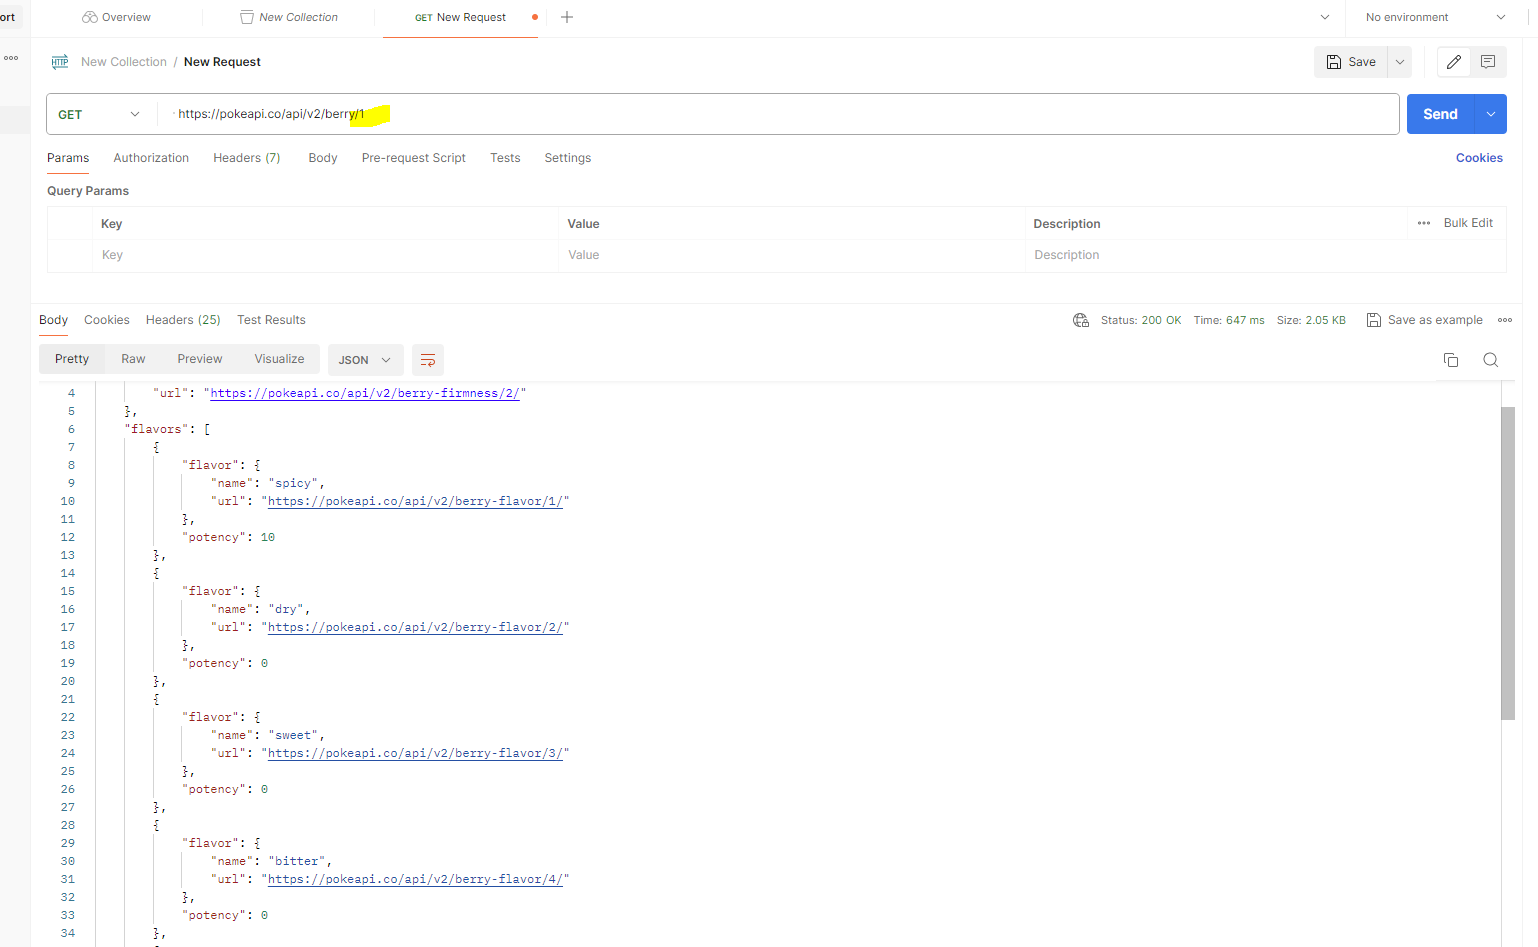 ort
Overview
New Collection
GET New Request
No environment
HTTP New Collection / New Request
Save
GET
https://pokeapi.co/api/v2/berry/1
Send
Params Authorization Headers (7) Body Pre-request Script Tests Settings
Cookies
Query Params
Key Value Description
Bulk Edit
Key Value Description
Body Cookies Headers (25) Test Results
Status: 200 OK Time: 647 ms Size: 2.05 KB
Save as example
Pretty Raw Preview Visualize JSON
4 "url": "https://pokeapi.co/api/v2/berry-firmness/2/"
5 },
6 "flavors": [
7 {
8 "flavor": {
9 "name": "spicy",
10 "url": "https://pokeapi.co/api/v2/berry-flavor/1/"
11 },
12 "potency": 10
13 },
14 {
15 "flavor": {
16 "name": "dry",
17 "url": "https://pokeapi.co/api/v2/berry-flavor/2/"
18 },
19 "potency": 0
20 },
21 {
22 "flavor": {
23 "name": "sweet",
24 "url": "https://pokeapi.co/api/v2/berry-flavor/3/"
25 },
26 "potency": 0
27 },
28 {
29 "flavor": {
30 "name": "bitter",
31 "url": "https://pokeapi.co/api/v2/berry-flavor/4/"
32 },
33 "potency": 0
34 },